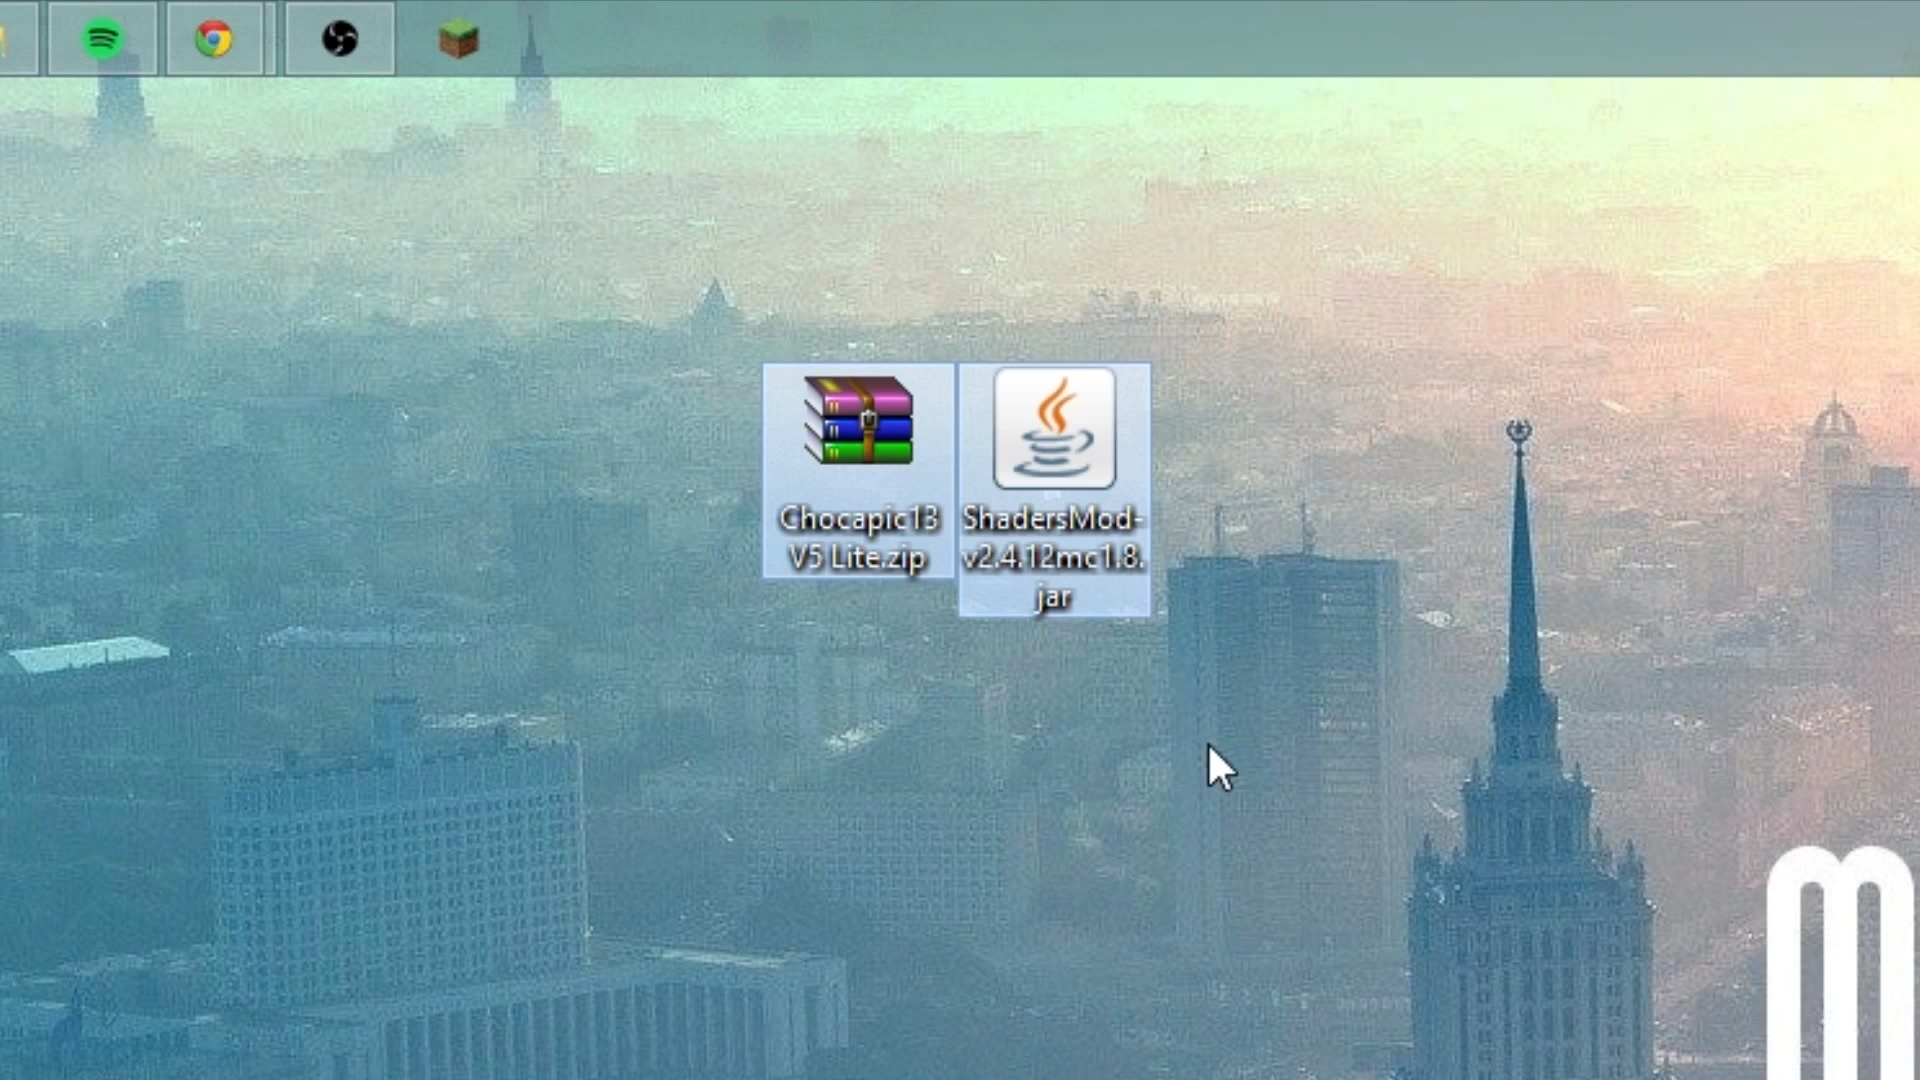 Chocapic13
V5 Lite.zip
ShadersMod-
v2.4.12mc1.8.
jar
m